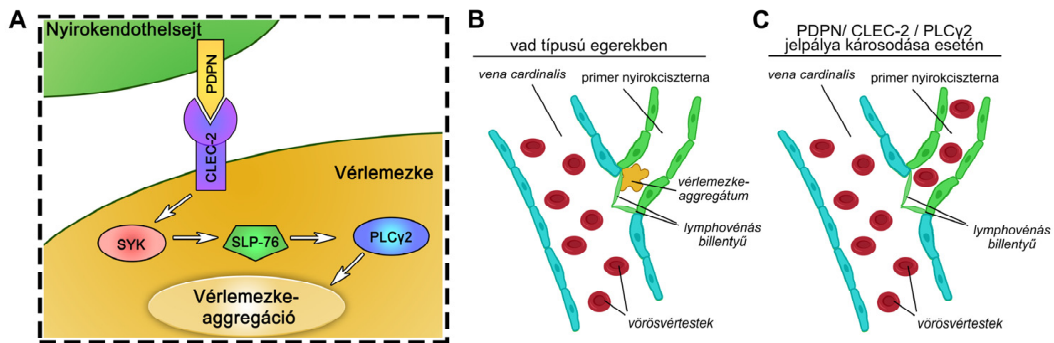 A
Nyirokendothelsejt
PDPN
CLEC-2
Vérlemezke
SYK
SLP-76
PLCγ2
Vérlemezke-
aggregáció
B
vad típusú egerekben
vena cardinalis
primer nyirokciszterna
vérlemezke-
aggregátum
lymphovénás
billentyű
vörösvértestek
C
PDPN/ CLEC-2 / PLCγ2
jelpálya károsodása esetén
vena cardinalis
primer nyirokciszterna
lymphovénás
billentyű
vörösvértestek